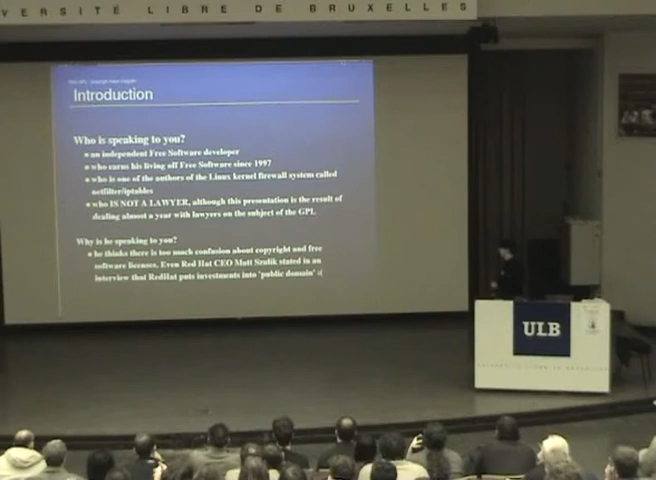 VERSITÉ LIBRE DE BRUXELLES
Introduction
Who is speaking to you?
an independent Free Software developer
who earns his living off Free Software since 1997
who is one of the authors of the Linux kernel firewall system called
netfilter/iptables
who IS NOT A LAWYER, although this presentation is the result of
dealing almost a year with lawyers on the subject of the GPL
Why is he speaking to you?
he thinks there is too much confusion about copyright and free
software licenses. Even Red Hat CEO Matt Szulik stated in an
interview that RedHat puts investments into 'public domain' :(
ULB